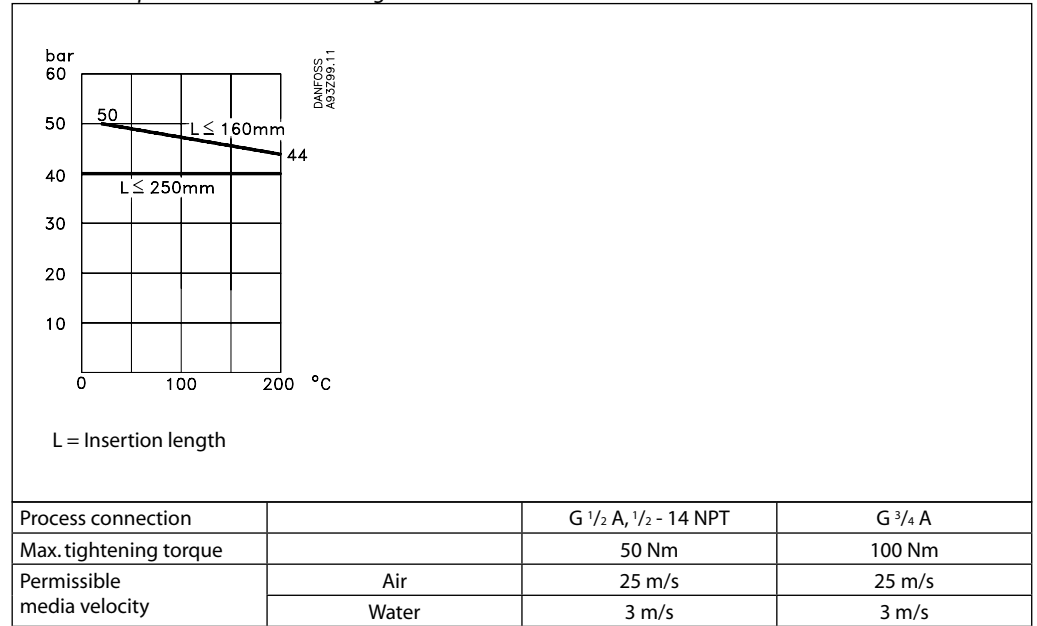 bar
60
50
40
30
20
10
50
L ≤ 160mm
44
L ≤ 250mm
0
100
200
°C
DANFOSS
A93Z99.11
L = Insertion length
Process connection G 1/2 A, 1/2 - 14 NPT G 3/4 A
Max. tightening torque 50 Nm 100 Nm
Permissible
media velocity
Air 25 m/s 25 m/s
Water 3 m/s 3 m/s